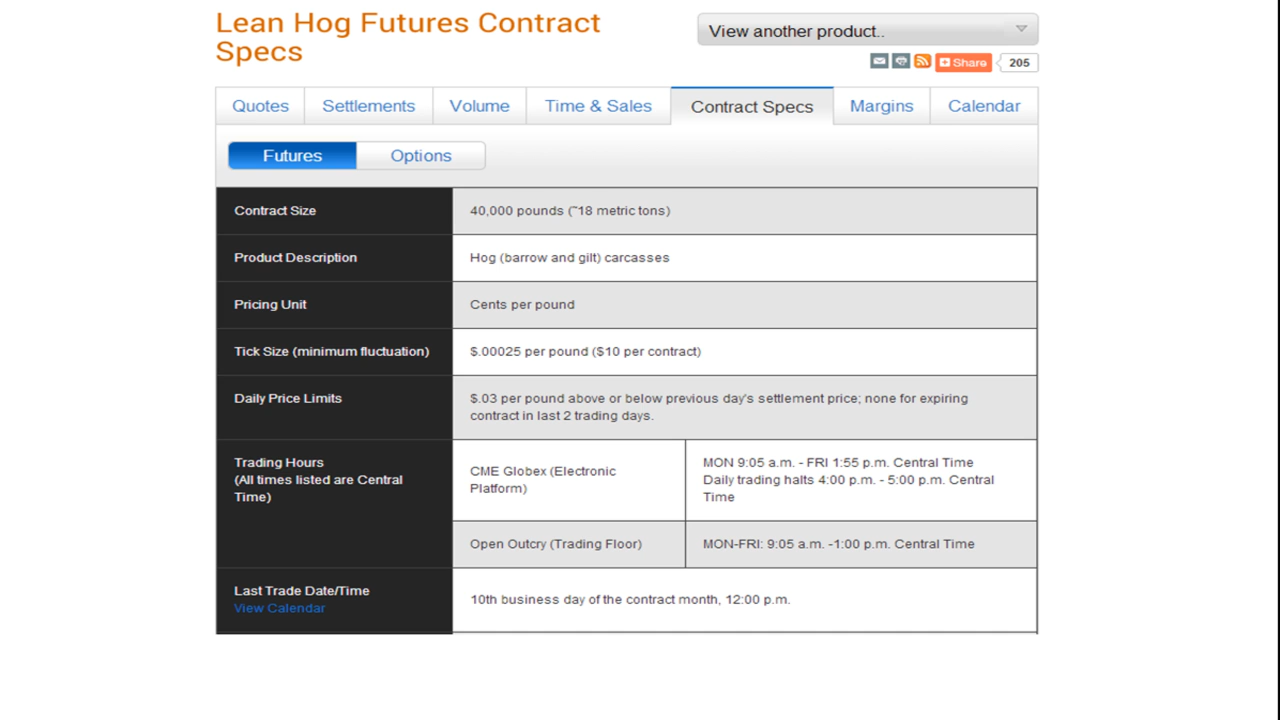 Lean Hog Futures Contract
Specs
View another product..
Share
205
Quotes
Settlements
Volume
Time & Sales
Contract Specs
Margins
Calendar
Futures
Options
Contract Size
40,000 pounds (~18 metric tons)
Product Description
Hog (barrow and gilt) carcasses
Pricing Unit
Cents per pound
Tick Size (minimum fluctuation)
$.00025 per pound ($10 per contract)
Daily Price Limits
$.03 per pound above or below previous day's settlement price; none for expiring
contract in last 2 trading days.
Trading Hours
(All times listed are Central
Time)
CME Globex (Electronic
Platform)
MON 9:05 a.m. - FRI 1:55 p.m. Central Time
Daily trading halts 4:00 p.m. - 5:00 p.m. Central
Time
Open Outcry (Trading Floor)
MON-FRI: 9:05 a.m. -1:00 p.m. Central Time
Last Trade Date/Time
View Calendar
10th business day of the contract month, 12:00 p.m.